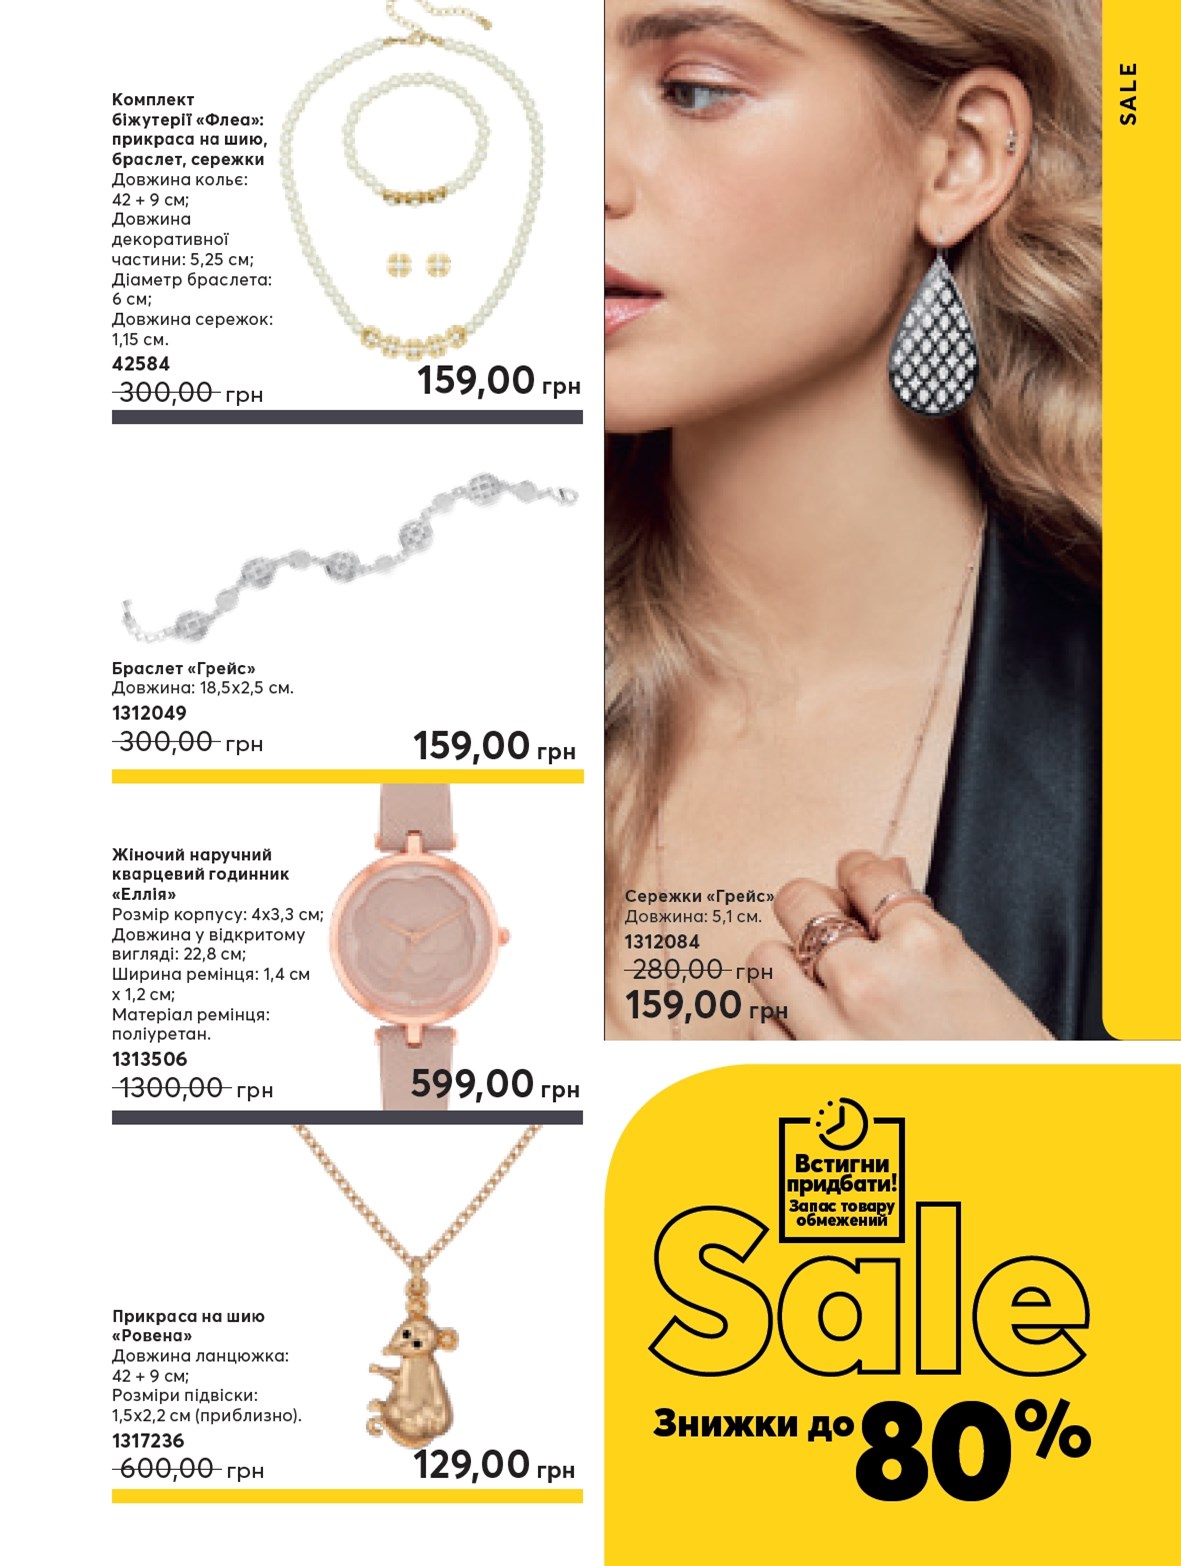 Комплект
біжутерії «Флеа»:
прикраса на шию,
браслет, сережки
Довжина кольє:
42 + 9 см;
Довжина
декоративної
частини: 5,25 см;
Діаметр браслета:
6 см;
Довжина сережок:
1,15 см.
42584
300,00 грн
159,00 грн
Браслет «Грейс»
Довжина: 18,5х2,5 см.
1312049
300,00 грн
159,00 грн
Жіночий наручний
кварцевий годинник
«Еллія»
Розмір корпусу: 4х3,3 см;
Довжина у відкритому
вигляді: 22,8 см;
Ширина ремінця: 1,4 см
х 1,2 см;
Матеріал ремінця:
поліуретан.
1313506
1300,00 грн
599,00 грн
Прикраса на шию
«Ровена»
Довжина ланцюжка:
42 + 9 см;
Розміри підвіски:
1,5х2,2 см (приблизно).
1317236
600,00 грн
129,00 грн
SALE
Сережки «Грейс»
Довжина: 5,1 см.
1312084
280,00 грн
159,00 грн
Встигни
придбати!
Запас товару
обмежений
Sale
Знижки до 80%